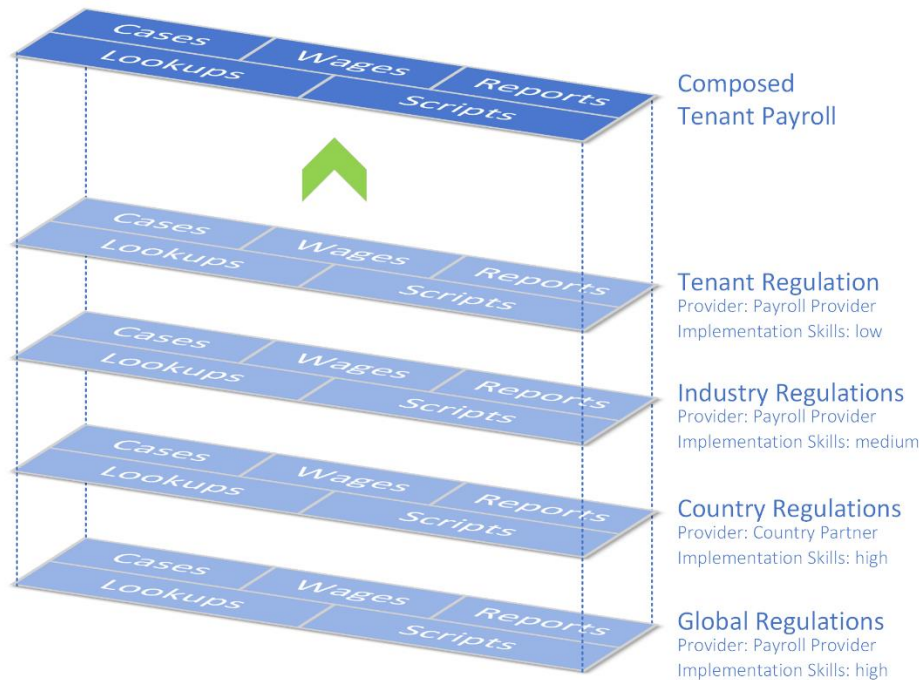 Cases
Wages
Reports
Lookups
Scripts
Composed
Tenant Payroll
Cases
Wages
Reports
Lookups
Scripts
Tenant Regulation
Provider: Payroll Provider
Implementation Skills: low
Cases
Wages
Reports
Lookups
Scripts
Industry Regulations
Provider: Payroll Provider
Implementation Skills: medium
Cases
Wages
Reports
Lookups
Scripts
Country Regulations
Provider: Country Partner
Implementation Skills: high
Cases
Wages
Reports
Lookups
Scripts
Global Regulations
Provider: Payroll Provider
Implementation Skills: high